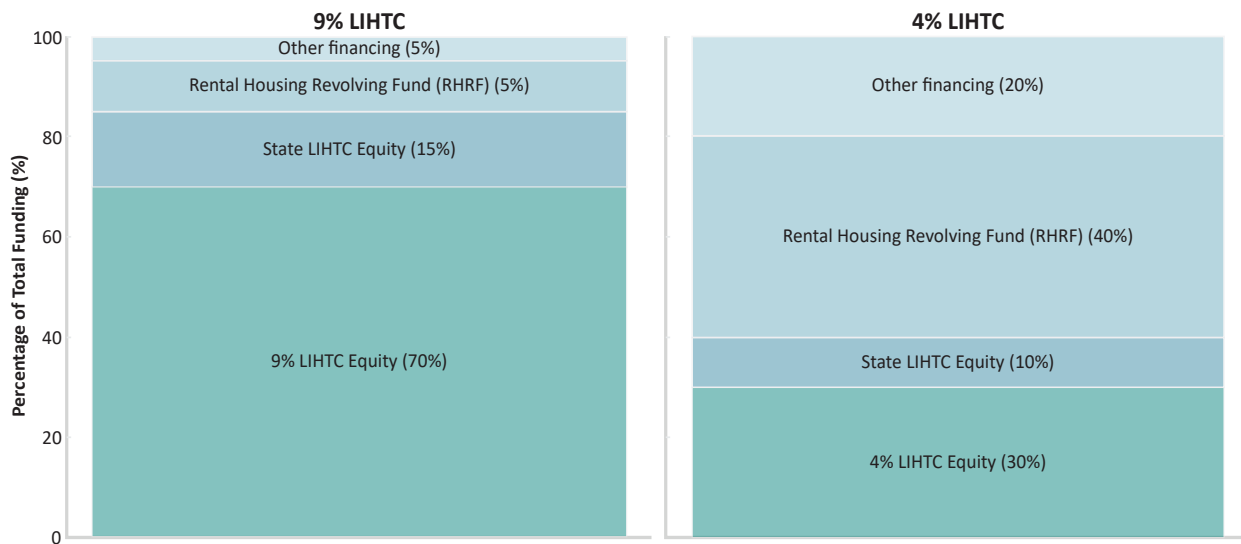 9% LIHTC
4% LIHTC
Percentage of Total Funding (%)
100
80
60
40
20
0
Other financing (5%)
Rental Housing Revolving Fund (RHRF) (5%)
State LIHTC Equity (15%)
9% LIHTC Equity (70%)
Other financing (20%)
Rental Housing Revolving Fund (RHRF) (40%)
State LIHTC Equity (10%)
4% LIHTC Equity (30%)